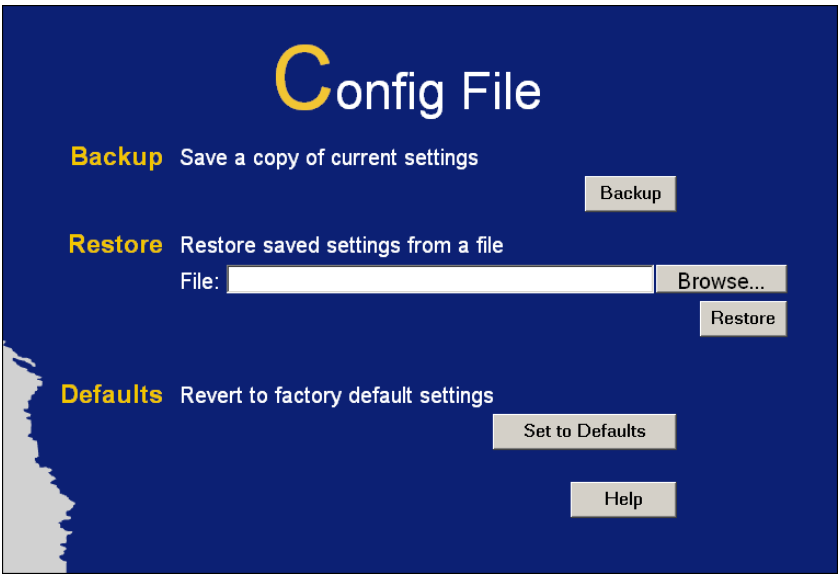 Config File
Backup Save a copy of current settings
Backup
Restore Restore saved settings from a file
File: Browse...
Restore
Defaults Revert to factory default settings
Set to Defaults
Help